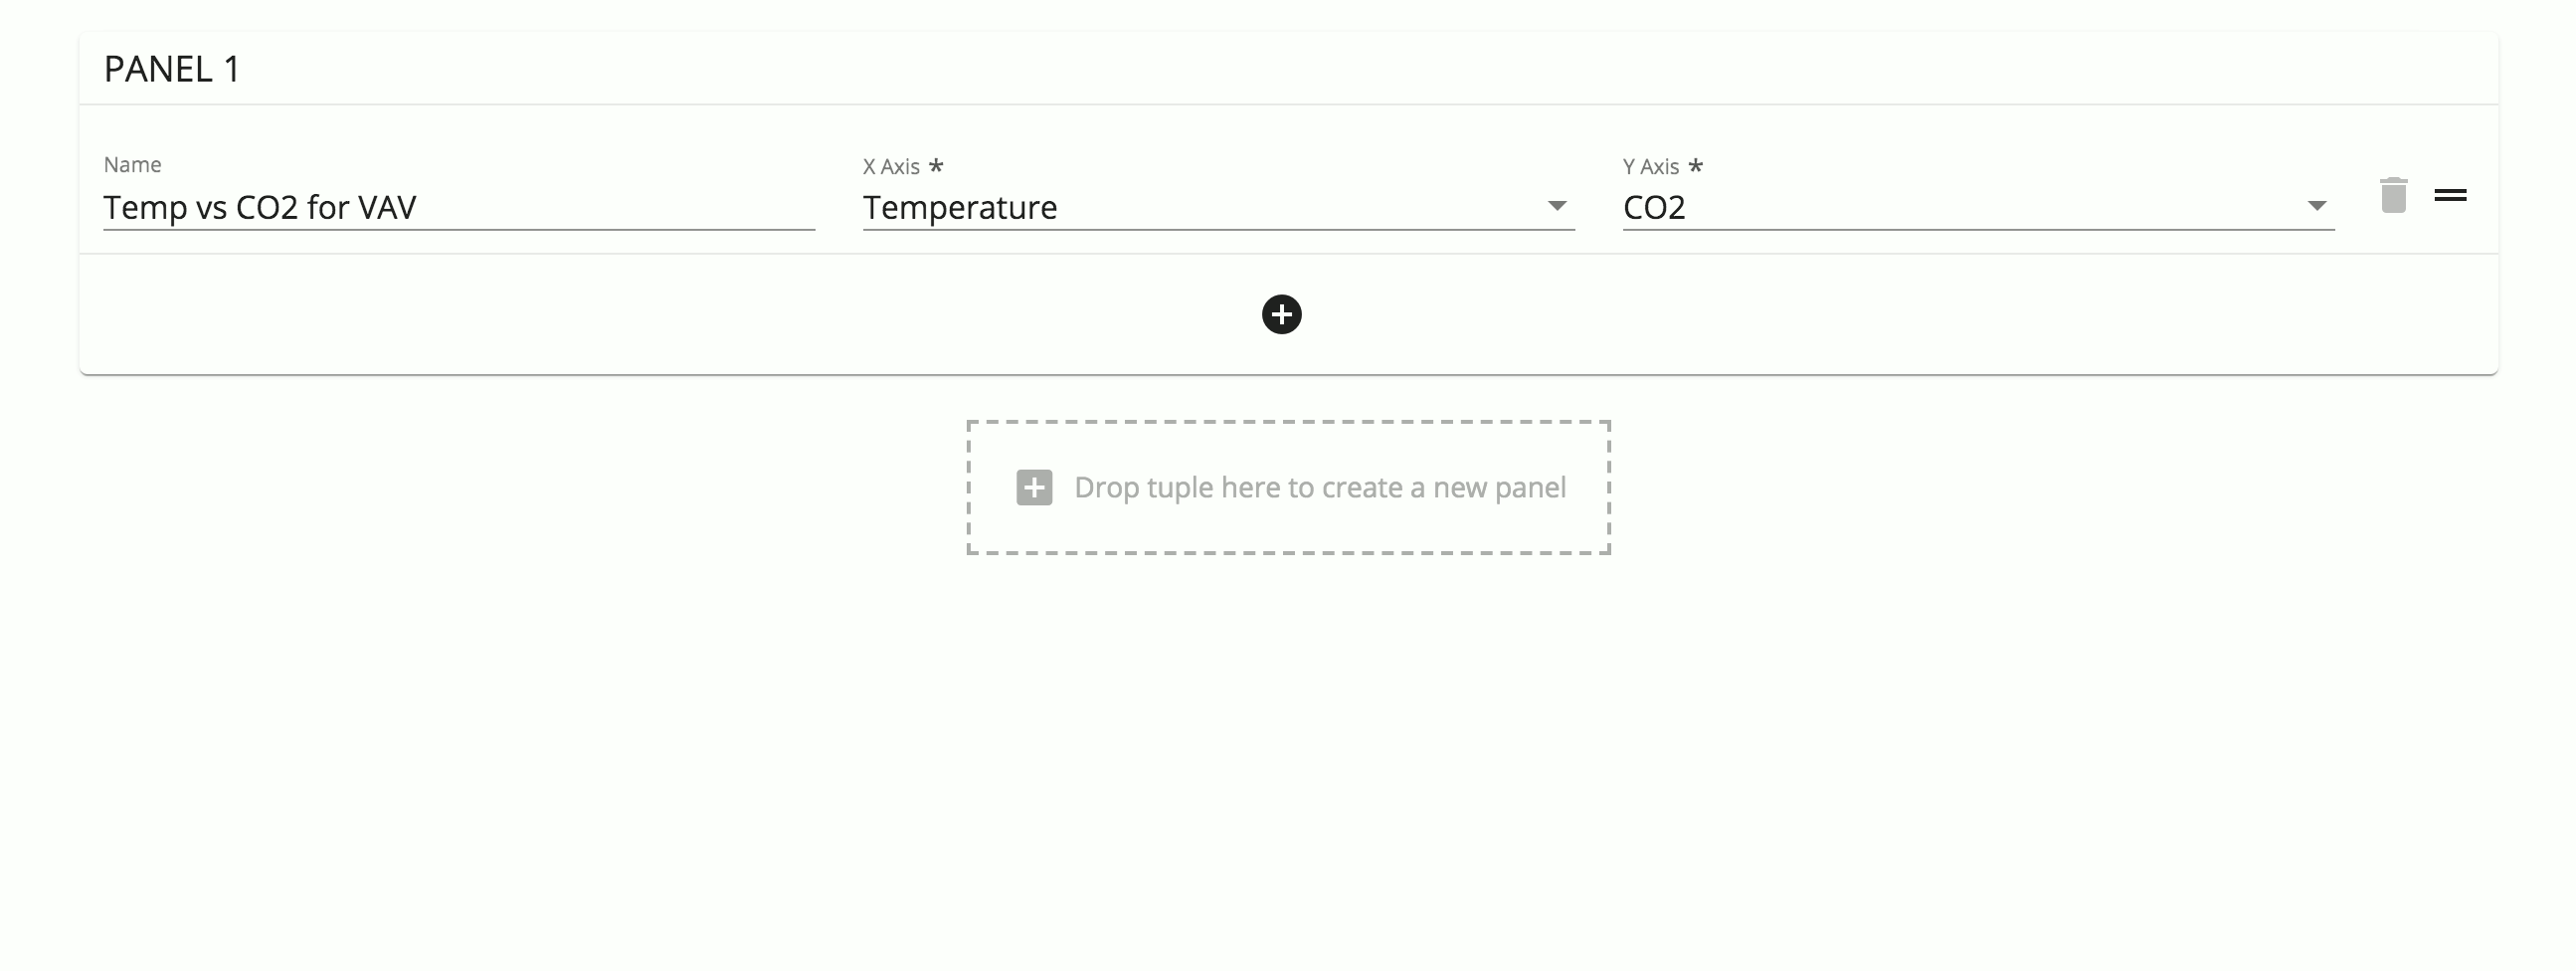 PANEL 1
Name
X Axis *
Y Axis *
Temp vs CO2 for VAV
Temperature
CO2
Drop tuple here to create a new panel